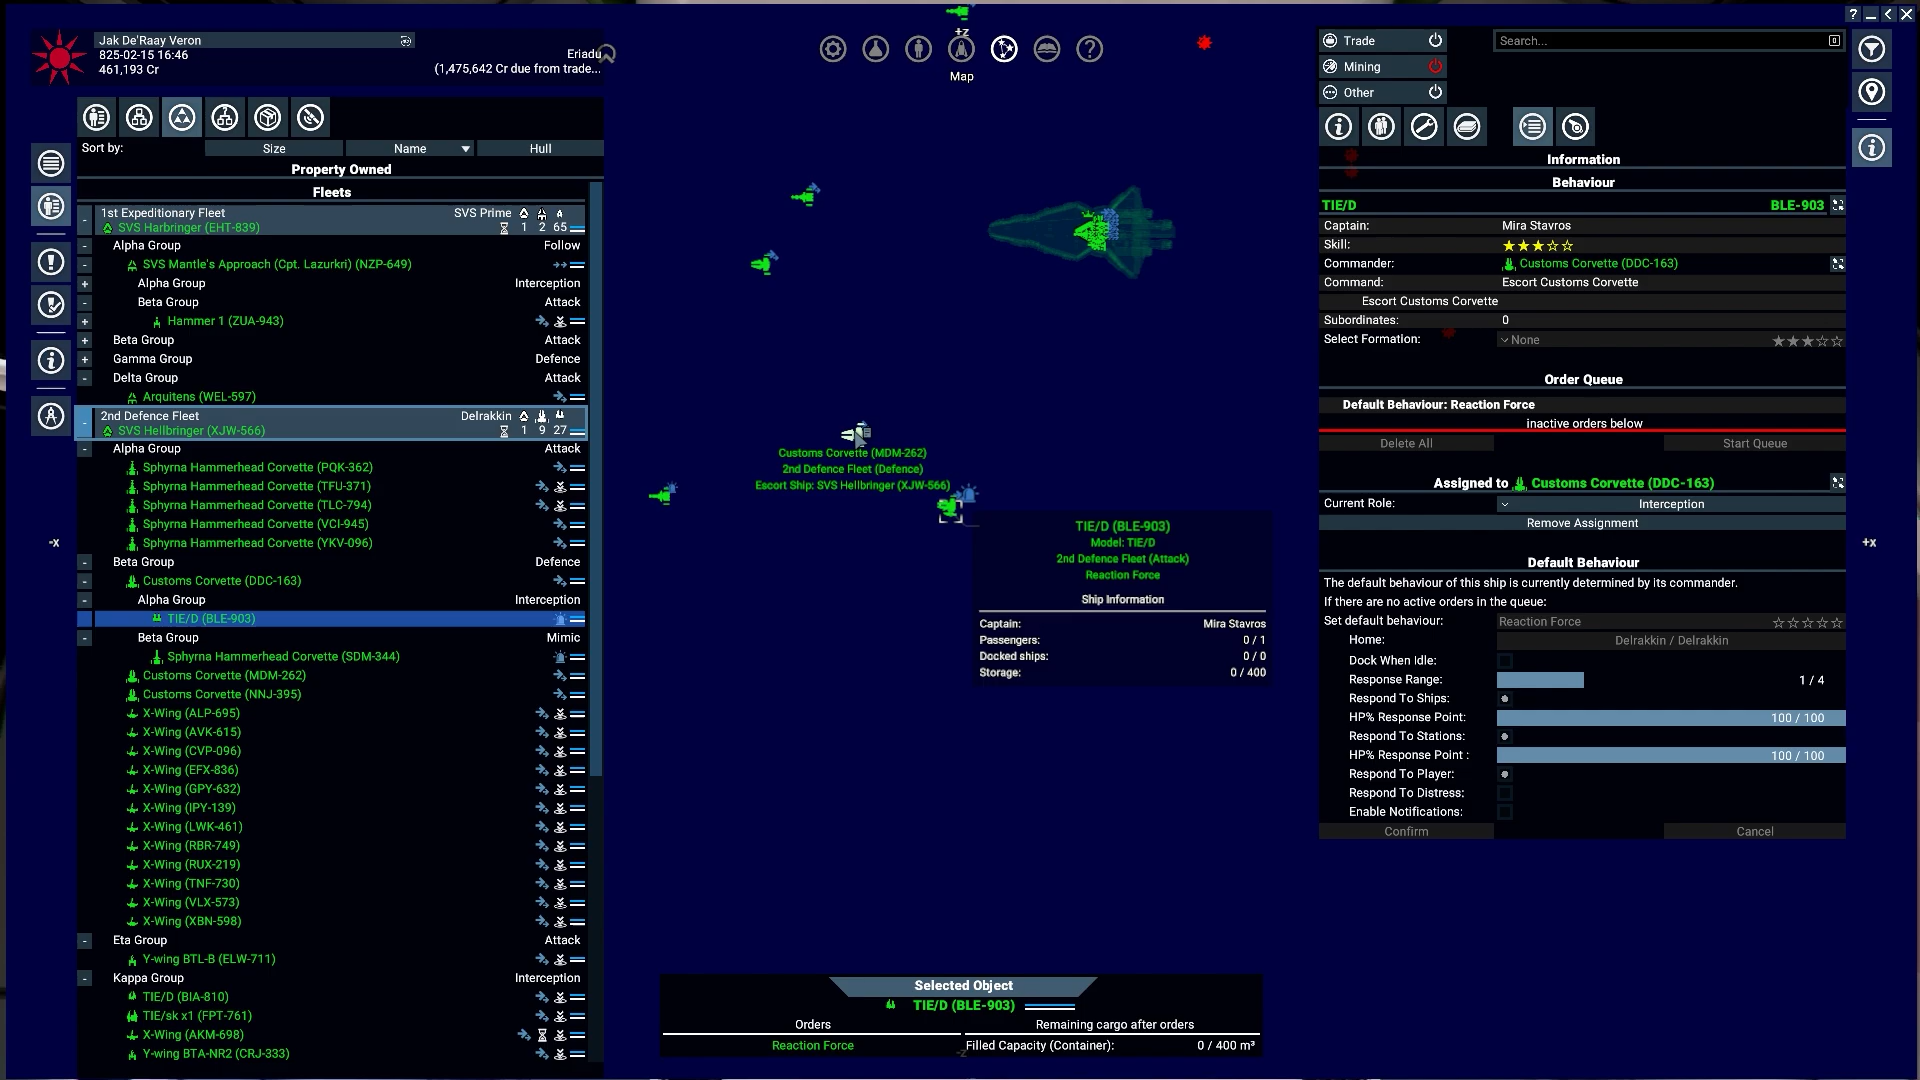 Jak De'Raay Veron
825-02-15 16:46
461,193 Cr
Eriadu
(1,475,642 Cr due from trade...
Sort by:
Size
Name
Hull
Property Owned
Fleets
1st Expeditionary Fleet SVS Prime
SVS Harbringer (EHT-839) 1 2 65
Alpha Group Follow
SVS Mantle's Approach (Cpt. Lazurkri) (NZP-649)
Alpha Group Interception
Beta Group Attack
Hammer 1 (ZUA-943)
Beta Group Attack
Gamma Group Defence
Delta Group Attack
Arquitens (WEL-597)
2nd Defence Fleet Delrakkin
SVS Hellbringer (XJW-566) 1 9 27
Alpha Group Attack
Sphyrna Hammerhead Corvette (PQK-362)
Sphyrna Hammerhead Corvette (TFU-371)
Sphyrna Hammerhead Corvette (TLC-794)
Sphyrna Hammerhead Corvette (VCI-945)
Sphyrna Hammerhead Corvette (YKV-096)
Beta Group Defence
Customs Corvette (DDC-163)
Alpha Group Interception
TIE/D (BLE-903)
Beta Group Mimic
Sphyrna Hammerhead Corvette (SDM-344)
Customs Corvette (MDM-262)
Customs Corvette (NNJ-395)
X-Wing (ALP-695)
X-Wing (AVK-615)
X-Wing (CVP-096)
X-Wing (EFX-836)
X-Wing (GPY-632)
X-Wing (IPY-139)
X-Wing (LWK-461)
X-Wing (RBR-749)
X-Wing (RUX-219)
X-Wing (TNF-730)
X-Wing (VLX-573)
X-Wing (XBN-598)
Eta Group Attack
Y-wing BTL-B (ELW-711)
Kappa Group Interception
TIE/D (BIA-810)
TIE/sk x1 (FPT-761)
X-Wing (AKM-698)
Y-wing BTA-NR2 (CRJ-333)
+Z
Map
-X
+X
Customs Corvette (MDM-262)
2nd Defence Fleet (Defence)
Escort Ship: SVS Hellbringer (XJW-566)
TIE/D (BLE-903)
Model: TIE/D
2nd Defence Fleet (Attack)
Reaction Force
Ship Information
Captain: Mira Stavros
Passengers: 0 / 1
Docked ships: 0 / 0
Storage: 0 / 400
Selected Object
TIE/D (BLE-903)
Orders
Remaining cargo after orders
Reaction Force
-Z
Filled Capacity (Container): 0 / 400 m³
Trade
Mining
Other
Search...
Information
Behaviour
TIE/D BLE-903
Captain: Mira Stavros
Skill:
Commander: Customs Corvette (DDC-163)
Command: Escort Customs Corvette
Escort Customs Corvette
Subordinates: 0
Select Formation: None
Order Queue
Default Behaviour: Reaction Force
inactive orders below
Delete All
Start Queue
Assigned to Customs Corvette (DDC-163)
Current Role: Interception
Remove Assignment
Default Behaviour
The default behaviour of this ship is currently determined by its commander.
If there are no active orders in the queue:
Set default behaviour: Reaction Force
Home: Delrakkin / Delrakkin
Dock When Idle:
Response Range: 1 / 4
Respond To Ships:
HP% Response Point: 100 / 100
Respond To Stations:
HP% Response Point : 100 / 100
Respond To Player:
Respond To Distress:
Enable Notifications:
Confirm
Cancel